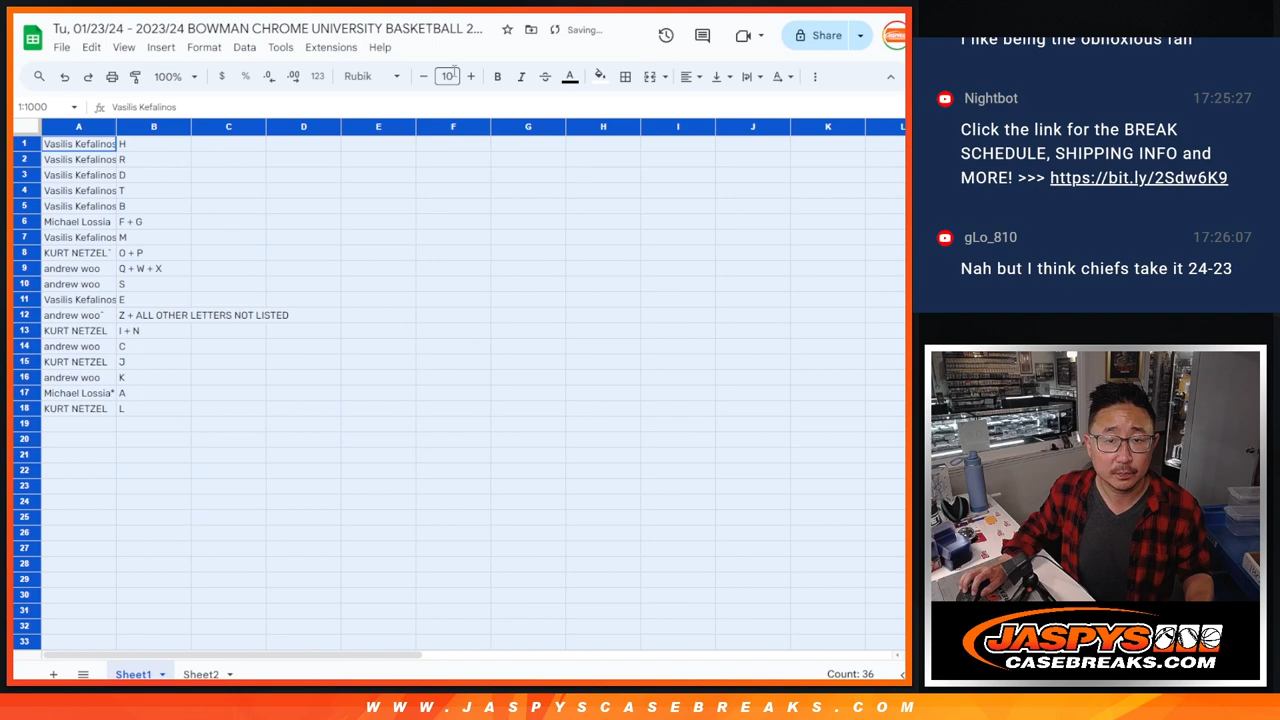 Tu, 01/23/24 - 2023/24 BOWMAN CHROME UNIVERSITY BASKETBALL 2...
Saving...
File Edit View Insert Format Data Tools Extensions Help
Share
100% $ % .0 .00 123 Rubik 10 B I A
1:1000 fx Vasilis Kefalinos
A B C D E F G H I J K L
1 Vasilis Kefalinos H
2 Vasilis Kefalinos R
3 Vasilis Kefalinos D
4 Vasilis Kefalinos T
5 Vasilis Kefalinos B
6 Michael Lossia F + G
7 Vasilis Kefalinos M
8 KURT NETZEL^ O + P
9 andrew woo Q + W + X
10 andrew woo S
11 Vasilis Kefalinos E
12 andrew woo^ Z + ALL OTHER LETTERS NOT LISTED
13 KURT NETZEL I + N
14 andrew woo C
15 KURT NETZEL J
16 andrew woo K
17 Michael Lossia* A
18 KURT NETZEL L
19
20
21
22
23
24
25
26
27
28
29
30
31
32
33
Sheet1 Sheet2 Count: 36
I like being the obnoxious fan
Nightbot 17:25:27
Click the link for the BREAK
SCHEDULE, SHIPPING INFO and
MORE! >>> https://bit.ly/2Sdw6K9
gLo_810 17:26:07
Nah but I think chiefs take it 24-23
JASPYS
CASEBREAKS.COM
WWW.JASPYSCASEBREAKS.COM